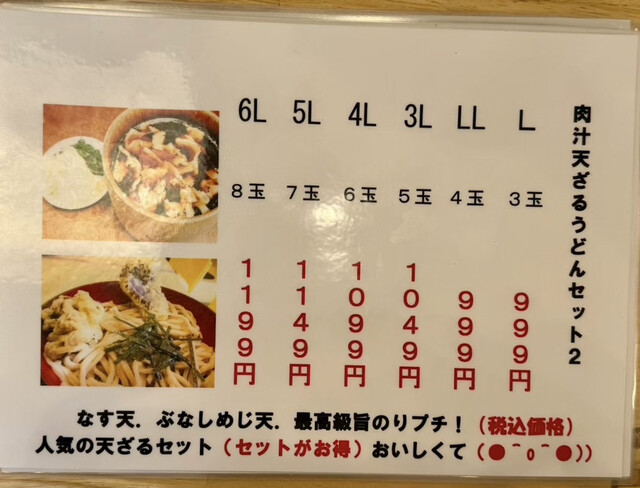 肉汁天ざるうどんセット2
6L 5L 4L 3L LL L
8玉 7玉 6玉 5玉 4玉 3玉
1199円
1149円
1099円
1049円
999円
999円
なす天．ぶなしめじ天．最高級旨のりプチ！（税込価格）
人気の天ざるセット（セットがお得）おいしくて（●＾o＾●））